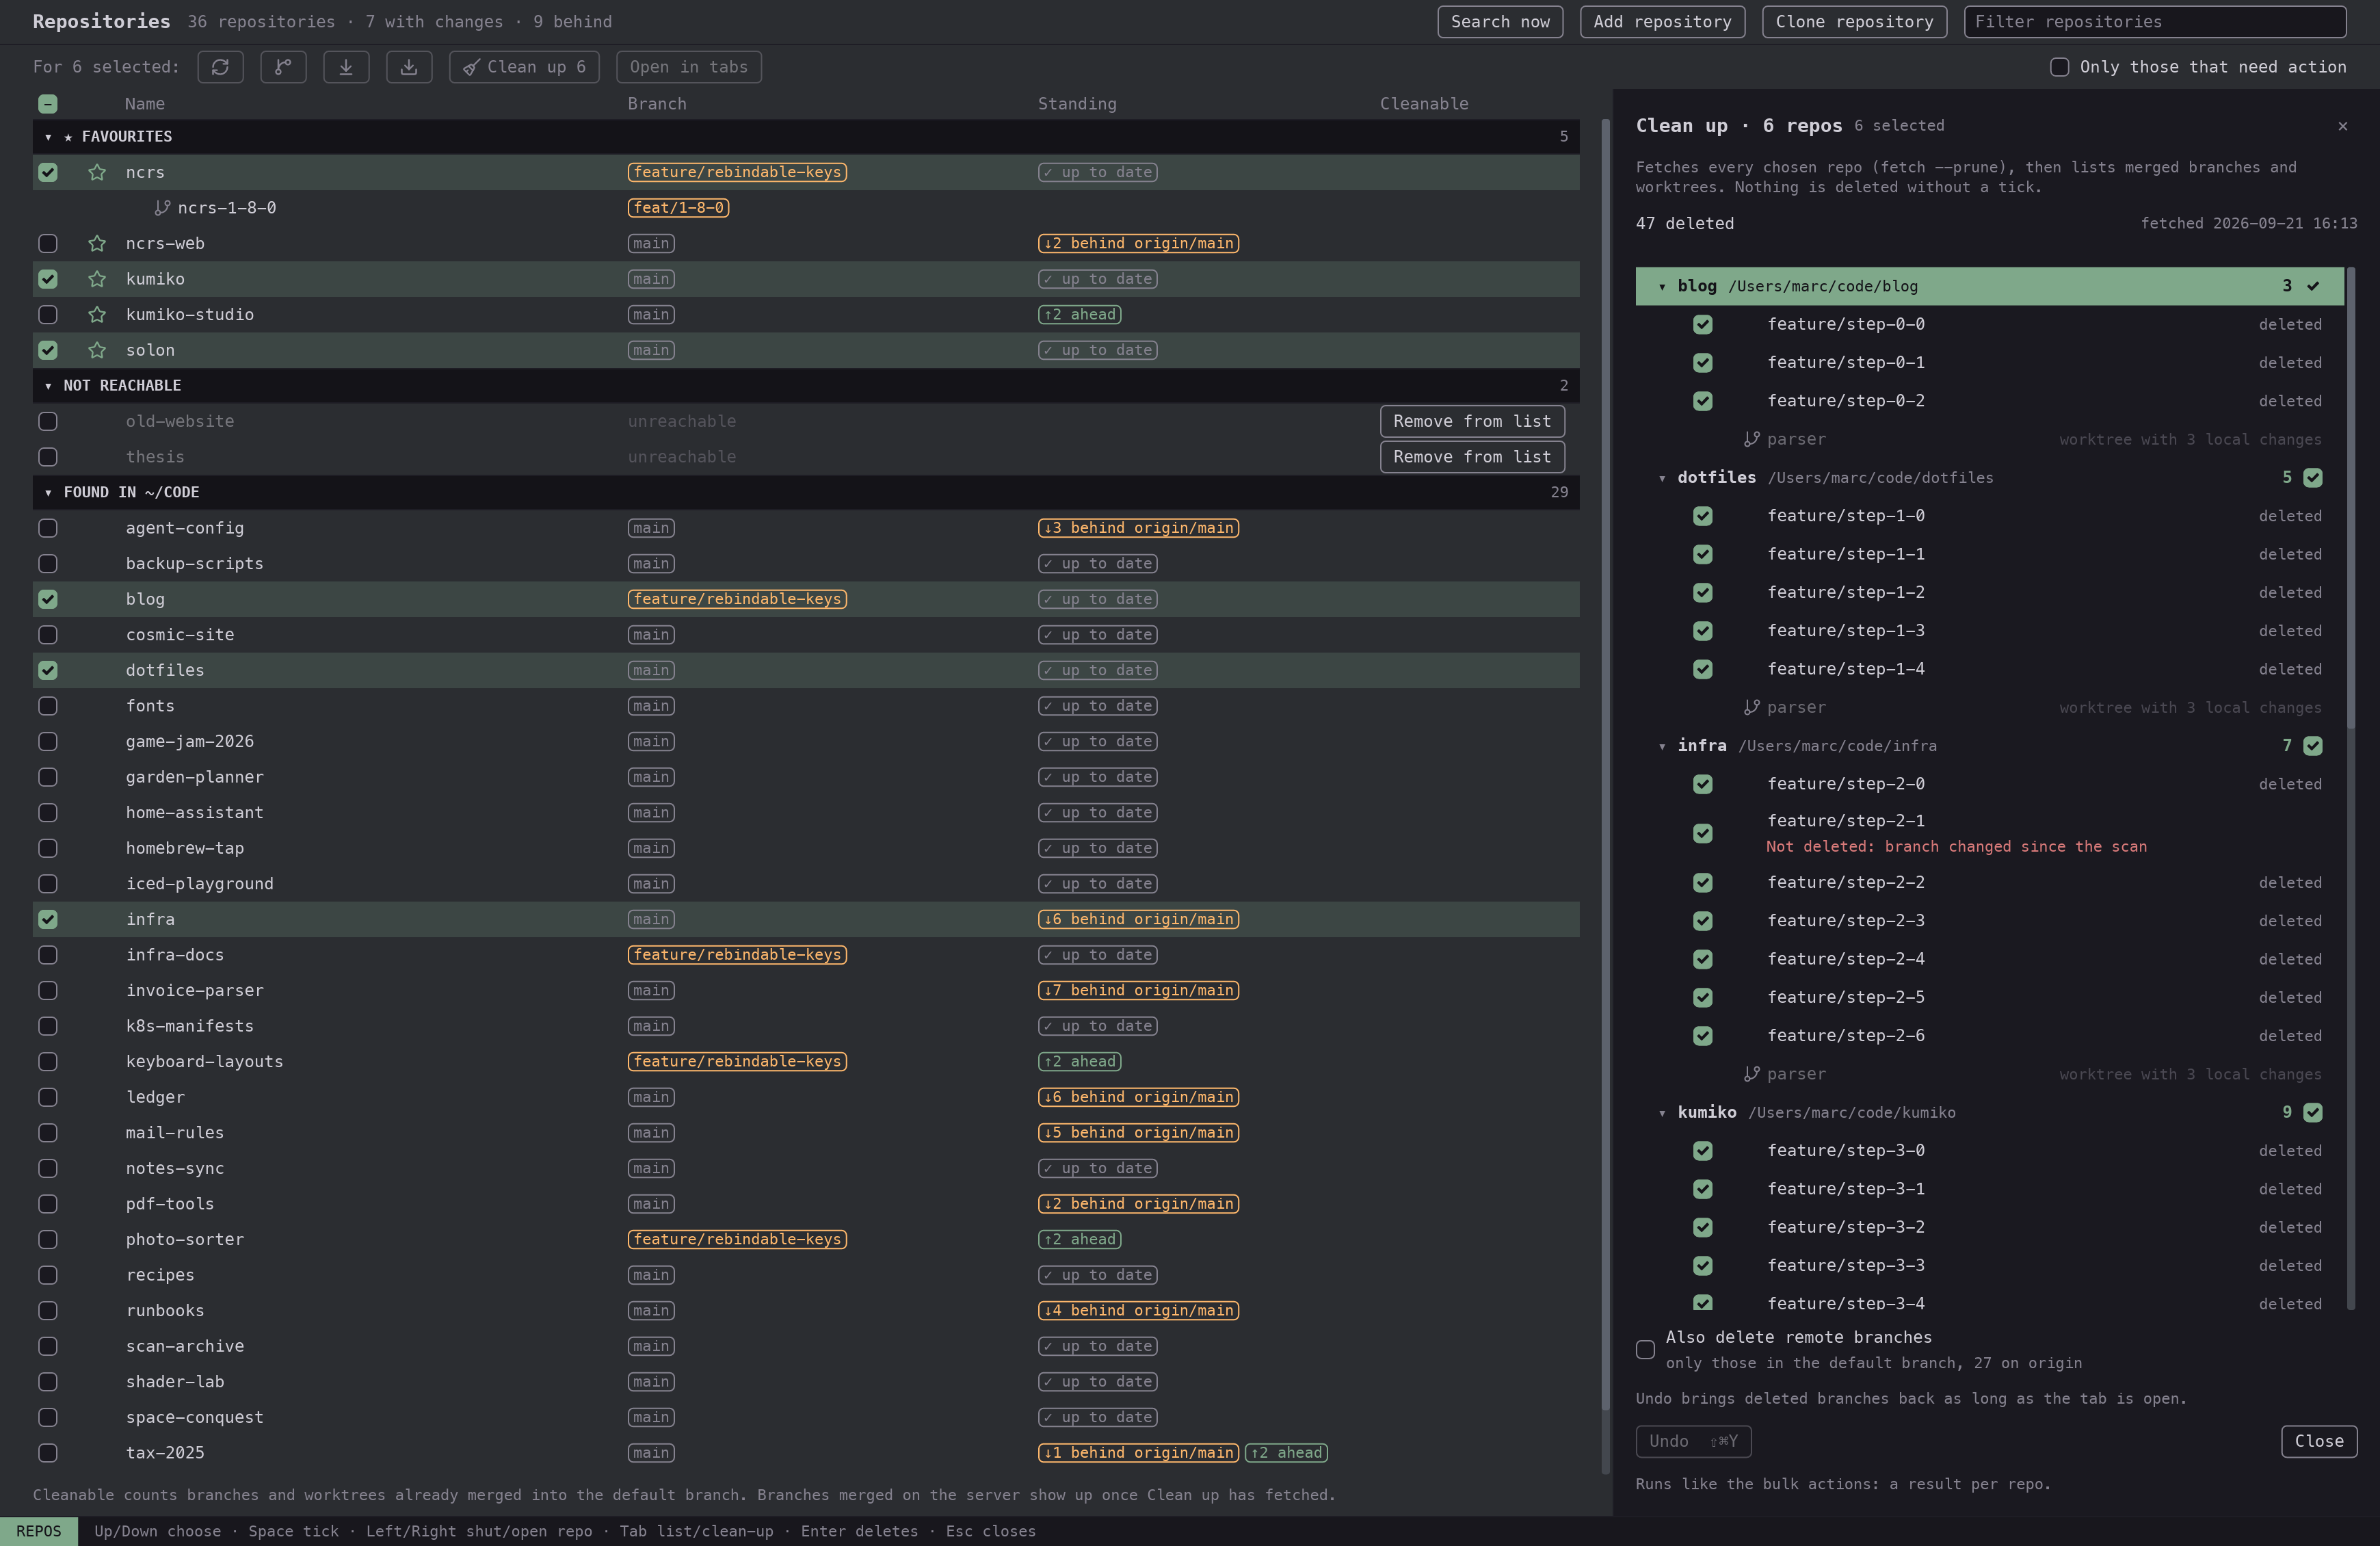 Repositories 36 repositories · 7 with changes · 9 behind Search now Add repository Clone repository Filter repositories
For 6 selected: Clean up 6 Open in tabs Only those that need action
Name Branch Standing Cleanable
▾ ★ FAVOURITES 5
ncrs feature/rebindable-keys ✓ up to date
ncrs-1-8-0 feat/1-8-0
ncrs-web main ↓2 behind origin/main
kumiko main ✓ up to date
kumiko-studio main ↑2 ahead
solon main ✓ up to date
▾ NOT REACHABLE 2
old-website unreachable Remove from list
thesis unreachable Remove from list
▾ FOUND IN ~/CODE 29
agent-config main ↓3 behind origin/main
backup-scripts main ✓ up to date
blog feature/rebindable-keys ✓ up to date
cosmic-site main ✓ up to date
dotfiles main ✓ up to date
fonts main ✓ up to date
game-jam-2026 main ✓ up to date
garden-planner main ✓ up to date
home-assistant main ✓ up to date
homebrew-tap main ✓ up to date
iced-playground main ✓ up to date
infra main ↓6 behind origin/main
infra-docs feature/rebindable-keys ✓ up to date
invoice-parser main ↓7 behind origin/main
k8s-manifests main ✓ up to date
keyboard-layouts feature/rebindable-keys ↑2 ahead
ledger main ↓6 behind origin/main
mail-rules main ↓5 behind origin/main
notes-sync main ✓ up to date
pdf-tools main ↓2 behind origin/main
photo-sorter feature/rebindable-keys ↑2 ahead
recipes main ✓ up to date
runbooks main ↓4 behind origin/main
scan-archive main ✓ up to date
shader-lab main ✓ up to date
space-conquest main ✓ up to date
tax-2025 main ↓1 behind origin/main ↑2 ahead
Cleanable counts branches and worktrees already merged into the default branch. Branches merged on the server show up once Clean up has fetched.
Clean up · 6 repos 6 selected ×
Fetches every chosen repo (fetch --prune), then lists merged branches and
worktrees. Nothing is deleted without a tick.
47 deleted fetched 2026-09-21 16:13
▾ blog /Users/marc/code/blog 3
feature/step-0-0 deleted
feature/step-0-1 deleted
feature/step-0-2 deleted
parser worktree with 3 local changes
▾ dotfiles /Users/marc/code/dotfiles 5
feature/step-1-0 deleted
feature/step-1-1 deleted
feature/step-1-2 deleted
feature/step-1-3 deleted
feature/step-1-4 deleted
parser worktree with 3 local changes
▾ infra /Users/marc/code/infra 7
feature/step-2-0 deleted
feature/step-2-1
Not deleted: branch changed since the scan
feature/step-2-2 deleted
feature/step-2-3 deleted
feature/step-2-4 deleted
feature/step-2-5 deleted
feature/step-2-6 deleted
parser worktree with 3 local changes
▾ kumiko /Users/marc/code/kumiko 9
feature/step-3-0 deleted
feature/step-3-1 deleted
feature/step-3-2 deleted
feature/step-3-3 deleted
feature/step-3-4 deleted
Also delete remote branches
only those in the default branch, 27 on origin
Undo brings deleted branches back as long as the tab is open.
Undo ⇧⌘Y Close
Runs like the bulk actions: a result per repo.
REPOS Up/Down choose · Space tick · Left/Right shut/open repo · Tab list/clean-up · Enter deletes · Esc closes